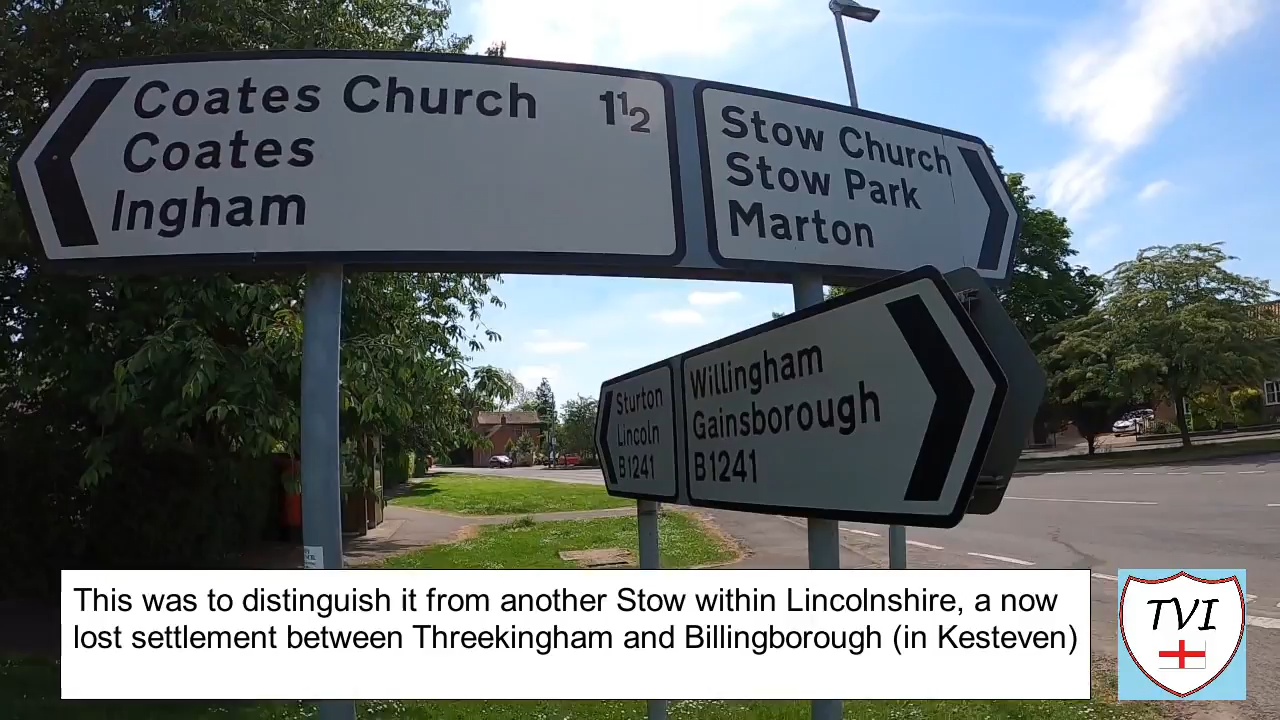 Coates Church 1½
Coates
Ingham
Stow Church
Stow Park
Marton
Sturton
Lincoln
B1241
Willingham
Gainsborough
B1241
This was to distinguish it from another Stow within Lincolnshire, a now
lost settlement between Threekingham and Billingborough (in Kesteven)
TVI